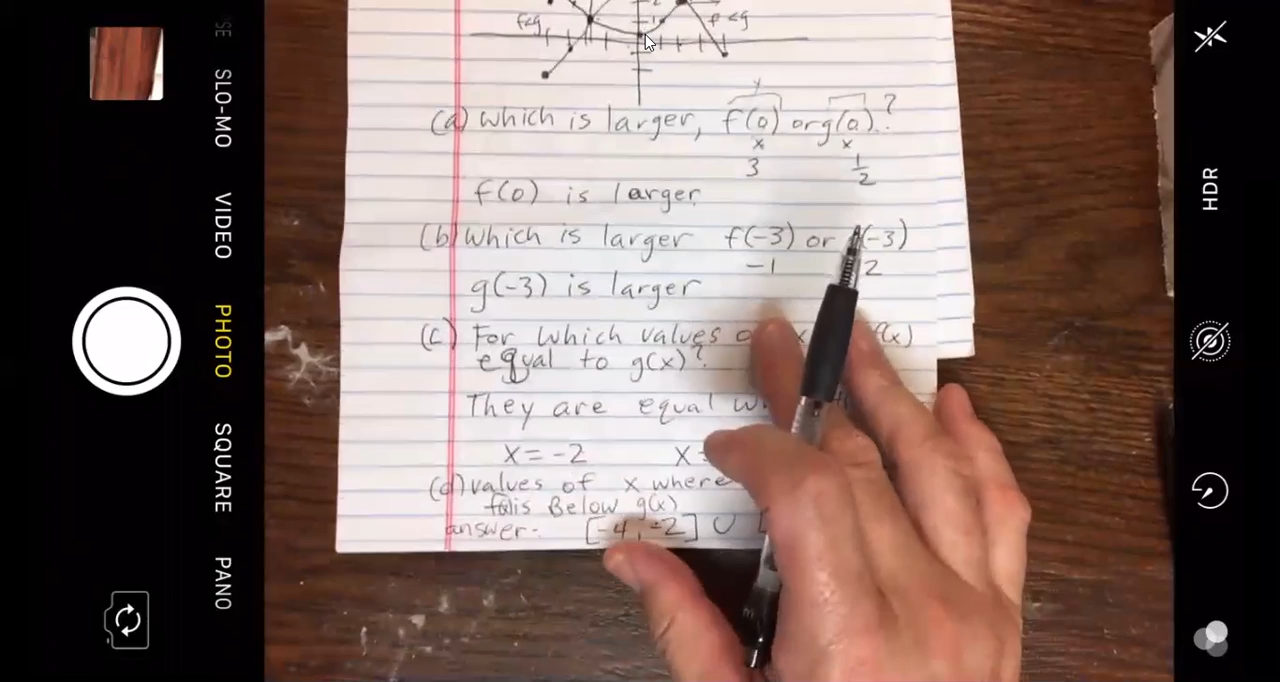 f<g
f<g
y
(a) which is larger, f(0) or g(0)?
x x
3 1/2
f(0) is larger
(b) which is larger f(-3) or (-3)
-1 2
g(-3) is larger
(c) For which values x f(x)
equal to g(x)?
They are equal
x = -2 x =
(d) values of x where
f(x) is Below g(x)
answer: [-4, -2] ∪ [
SLO-MO
VIDEO
PHOTO
SQUARE
PANO
HDR